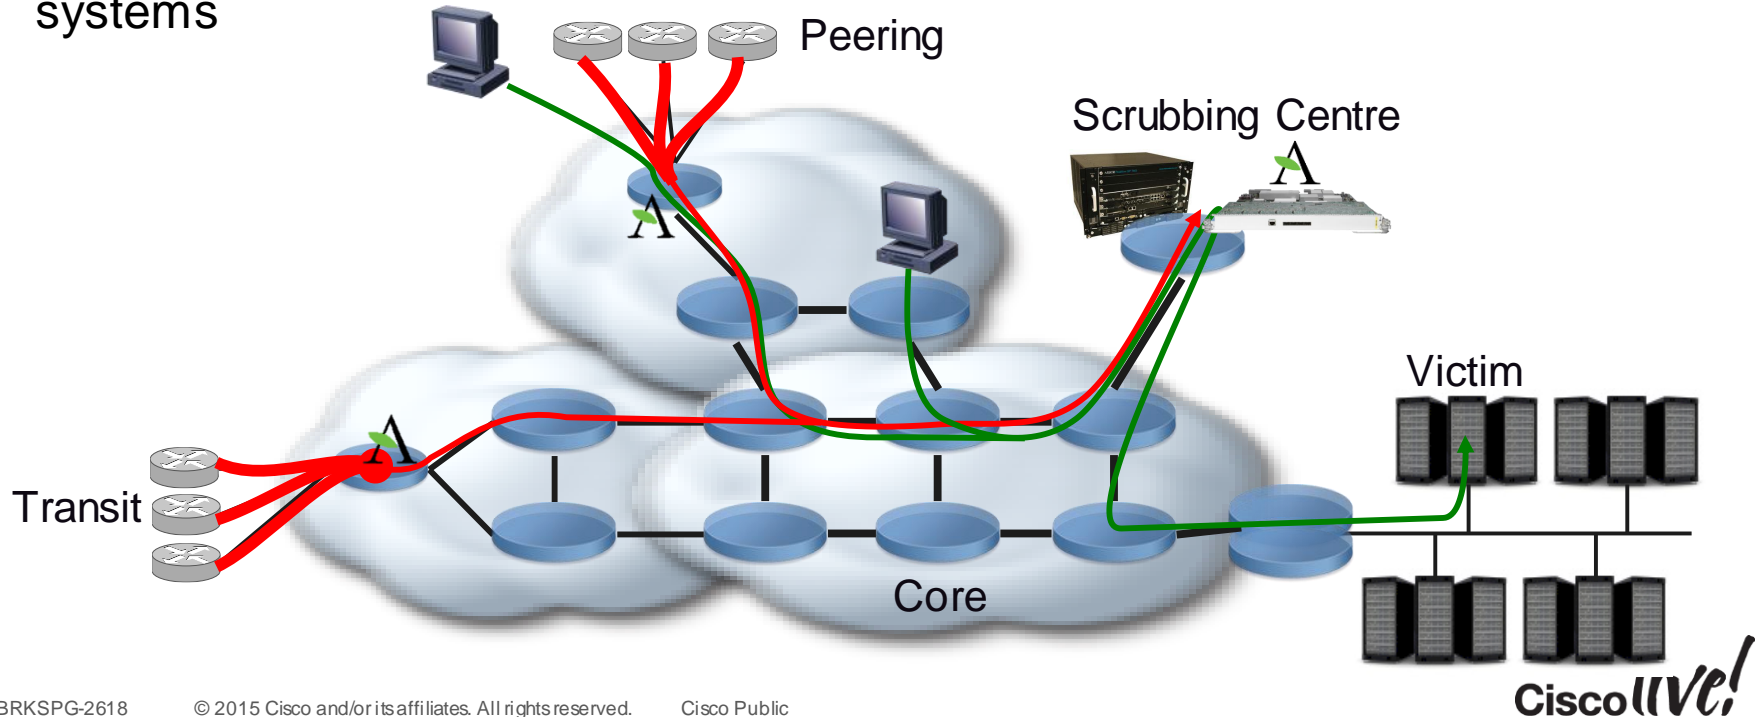 systems
Peering
Scrubbing Centre
Victim
Transit
Core
BRKSPG-2618 © 2015 Cisco and/or its affiliates. All rights reserved. Cisco Public
Cisco live!